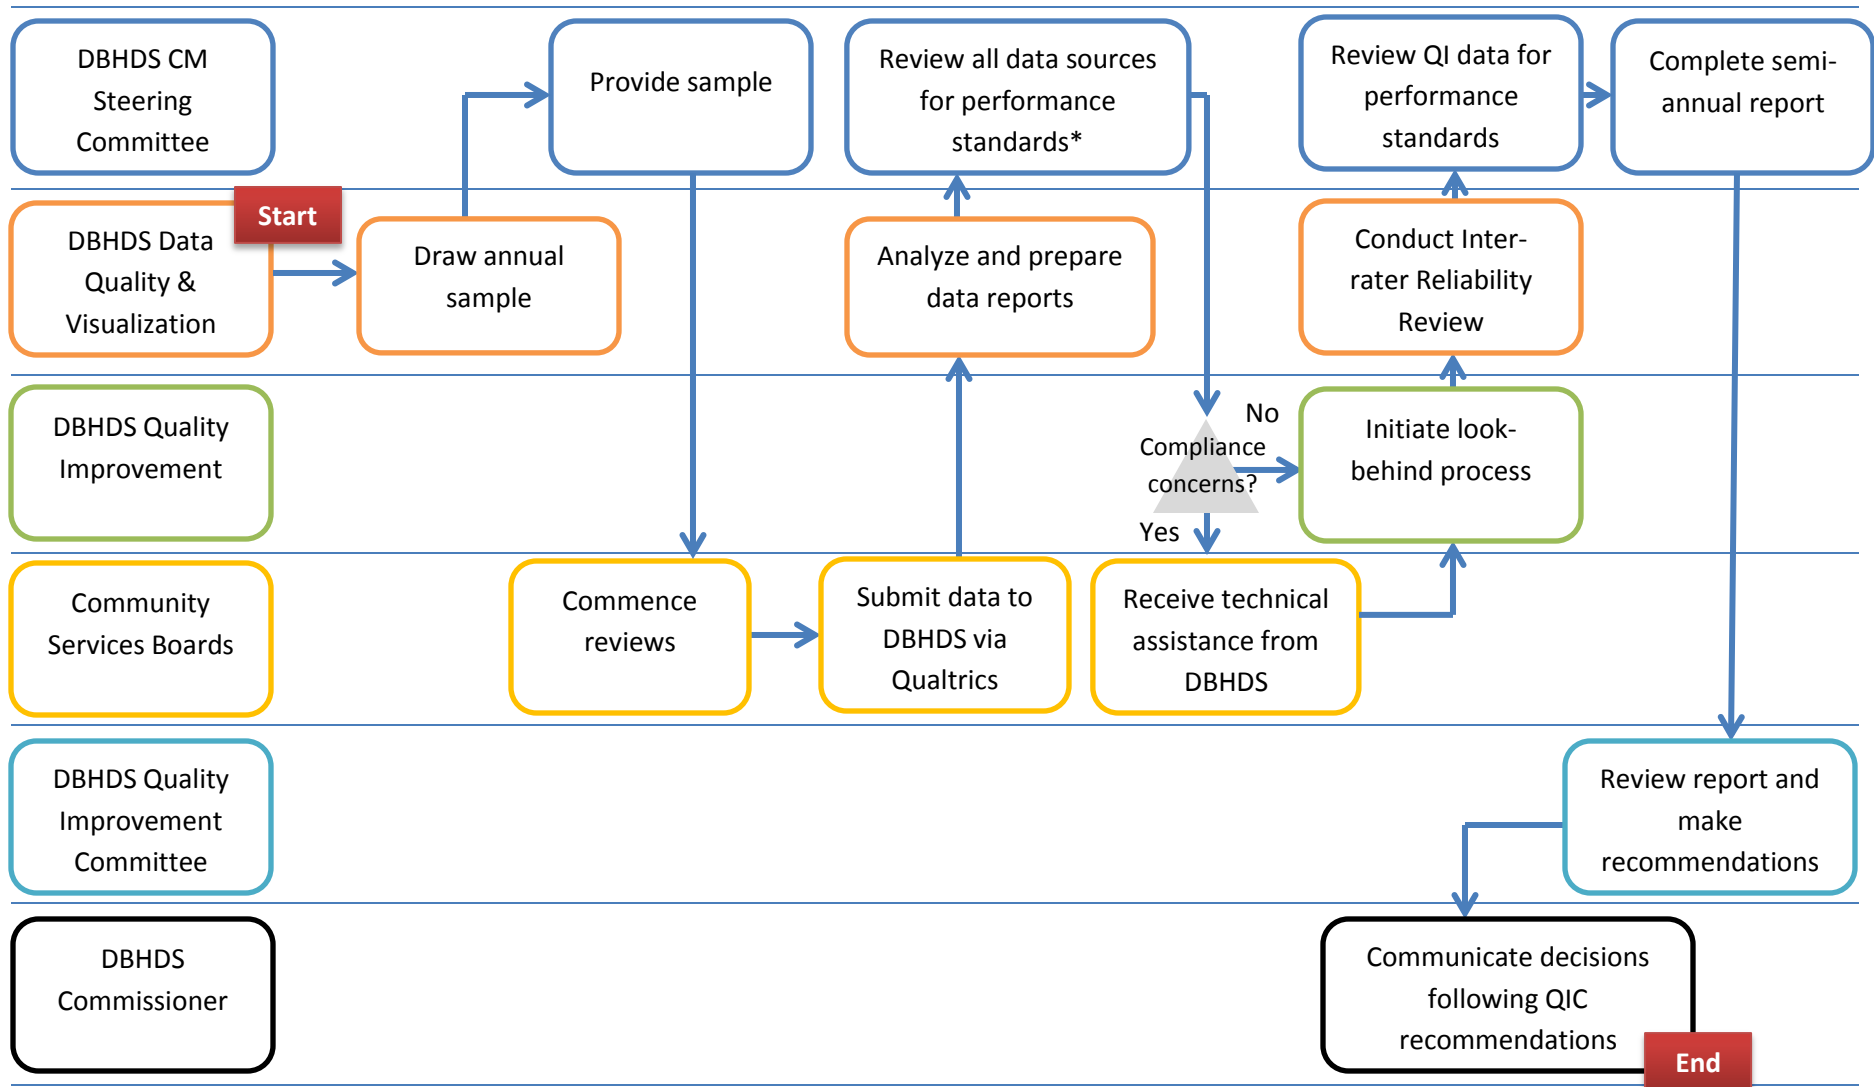 DBHDS CM
Steering
Committee
Provide sample
Review all data sources
for performance
standards*
Review QI data for
performance
standards
Complete semi-
annual report
Start
DBHDS Data
Quality &
Visualization
Draw annual
sample
Analyze and prepare
data reports
Conduct Inter-
rater Reliability
Review
DBHDS Quality
Improvement
No
Compliance
concerns?
Yes
Initiate look-
behind process
Community
Services Boards
Commence
reviews
Submit data to
DBHDS via
Qualtrics
Receive technical
assistance from
DBHDS
DBHDS Quality
Improvement
Committee
Review report and
make
recommendations
DBHDS
Commissioner
Communicate decisions
following QIC
recommendations
End